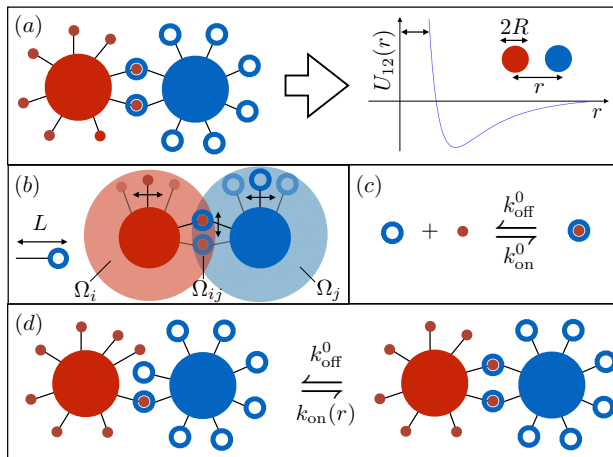 (a)
2R
U₁₂(r)
r
r
(b)
L
Ωᵢ
Ωᵢⱼ
Ωⱼ
(c)
+
k⁰off
k⁰on
(d)
k⁰off
kon(r)